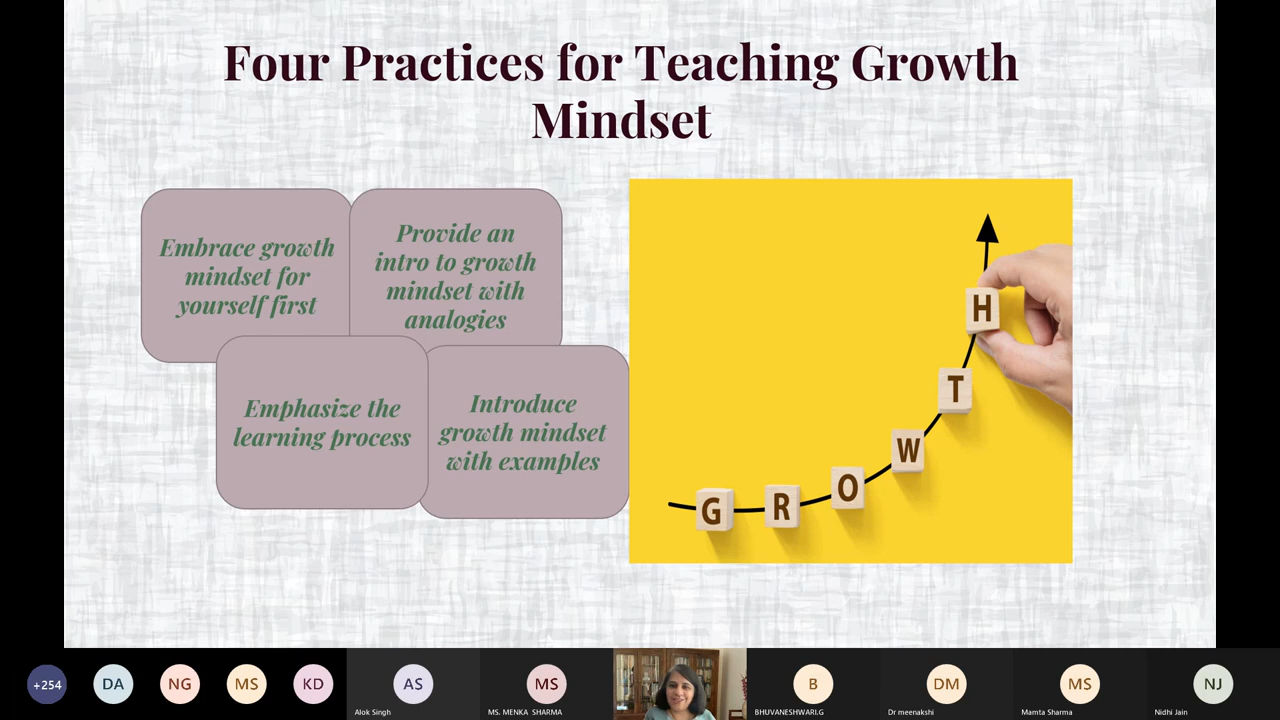 Four Practices for Teaching Growth
Mindset
Embrace growth
mindset for
yourself first
Provide an
intro to growth
mindset with
analogies
Emphasize the
learning process
Introduce
growth mindset
with examples
G R O W T H
+254
DA
NG
MS
KD
AS
Alok Singh
MS
MS. MENKA SHARMA
B
BHUVANESHWARI.G
DM
Dr meenakshi
MS
Mamta Sharma
NJ
Nidhi Jain